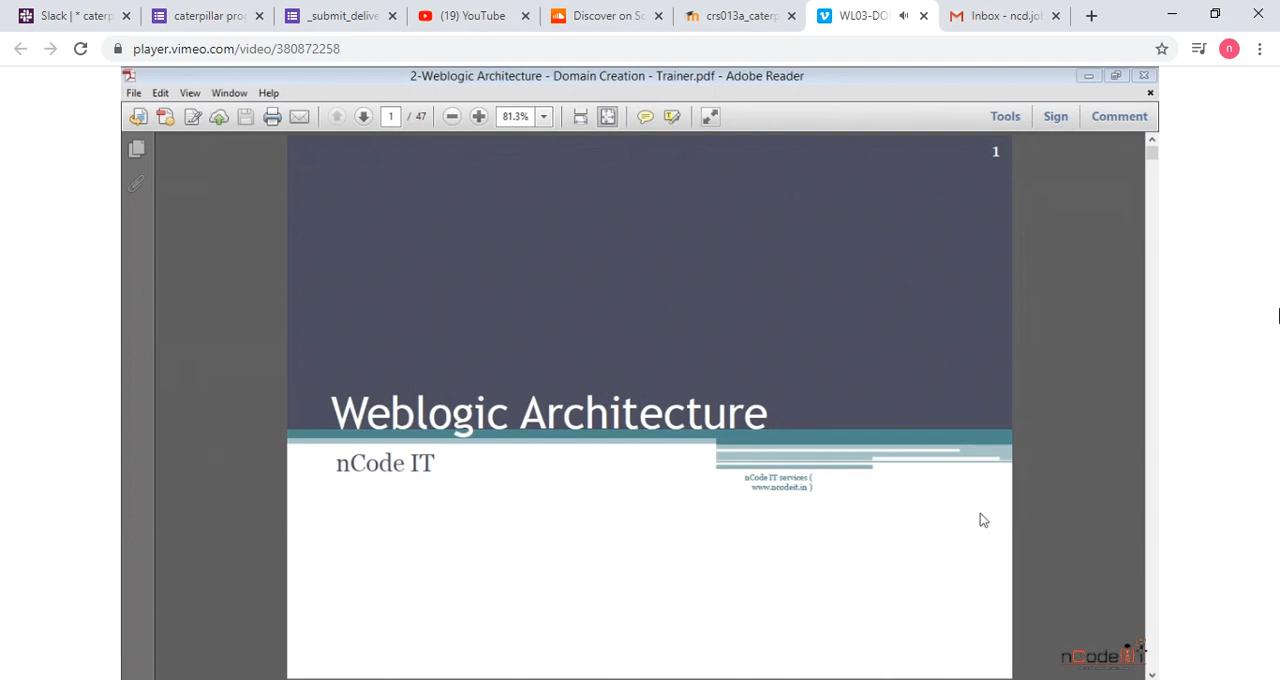 Slack | * caterp
caterpillar prog
_submit_delive
(19) YouTube
Discover on So
crs013a_caterp
WL03-DO
Inbox - ncd.jo
player.vimeo.com/video/380872258
n
2-Weblogic Architecture - Domain Creation - Trainer.pdf - Adobe Reader
File Edit View Window Help
1 / 47 81.3% Tools Sign Comment
1
Weblogic Architecture
nCode IT
nCode IT services (
www.ncodeit.in )
nCode